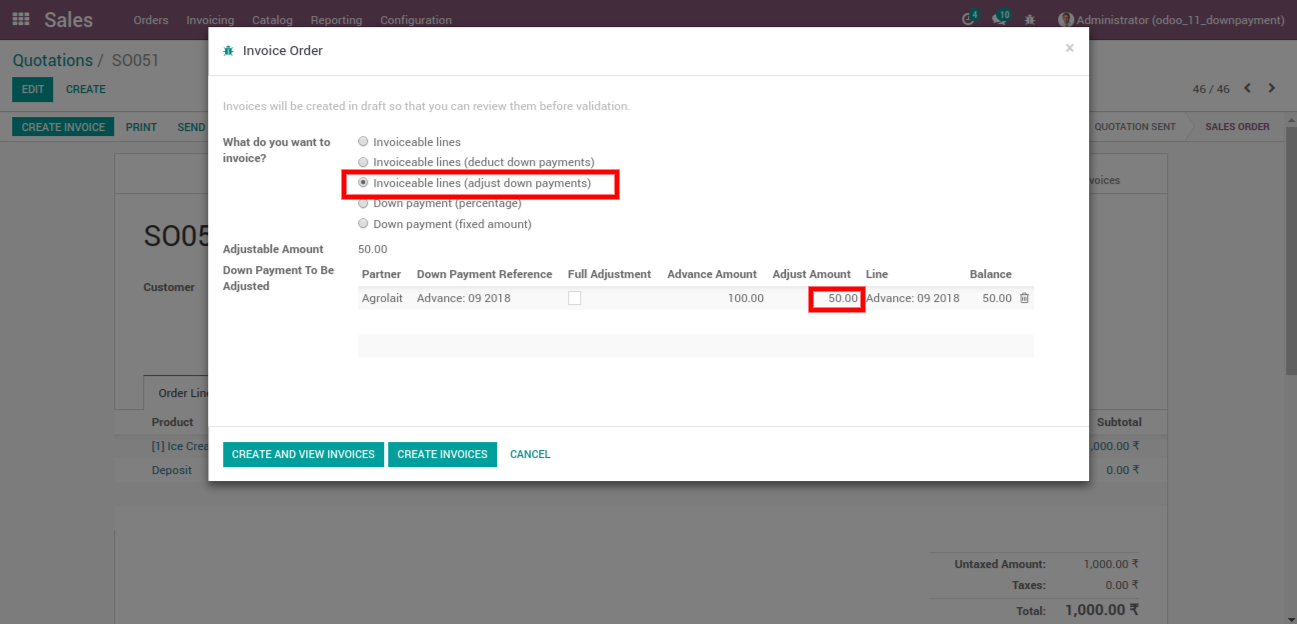 Sales Orders Invoicing Catalog Reporting Configuration 4 10 Administrator (odoo_11_downpayment)
Quotations / SO051
Invoice Order ×
EDIT CREATE
46 / 46
Invoices will be created in draft so that you can review them before validation.
CREATE INVOICE PRINT SEND
QUOTATION SENT SALES ORDER
What do you want to invoice?
Invoiceable lines
Invoiceable lines (deduct down payments)
Invoiceable lines (adjust down payments)
Down payment (percentage)
Down payment (fixed amount)
voices
SO05
Adjustable Amount 50.00
Down Payment To Be Adjusted
Partner Down Payment Reference Full Adjustment Advance Amount Adjust Amount Line Balance
Agrolait Advance: 09 2018 100.00 50.00 Advance: 09 2018 50.00
Customer
Order Lin
Product Subtotal
[1] Ice Crea ,000.00 ₹
Deposit 0.00 ₹
CREATE AND VIEW INVOICES CREATE INVOICES CANCEL
Untaxed Amount: 1,000.00 ₹
Taxes: 0.00 ₹
Total: 1,000.00 ₹